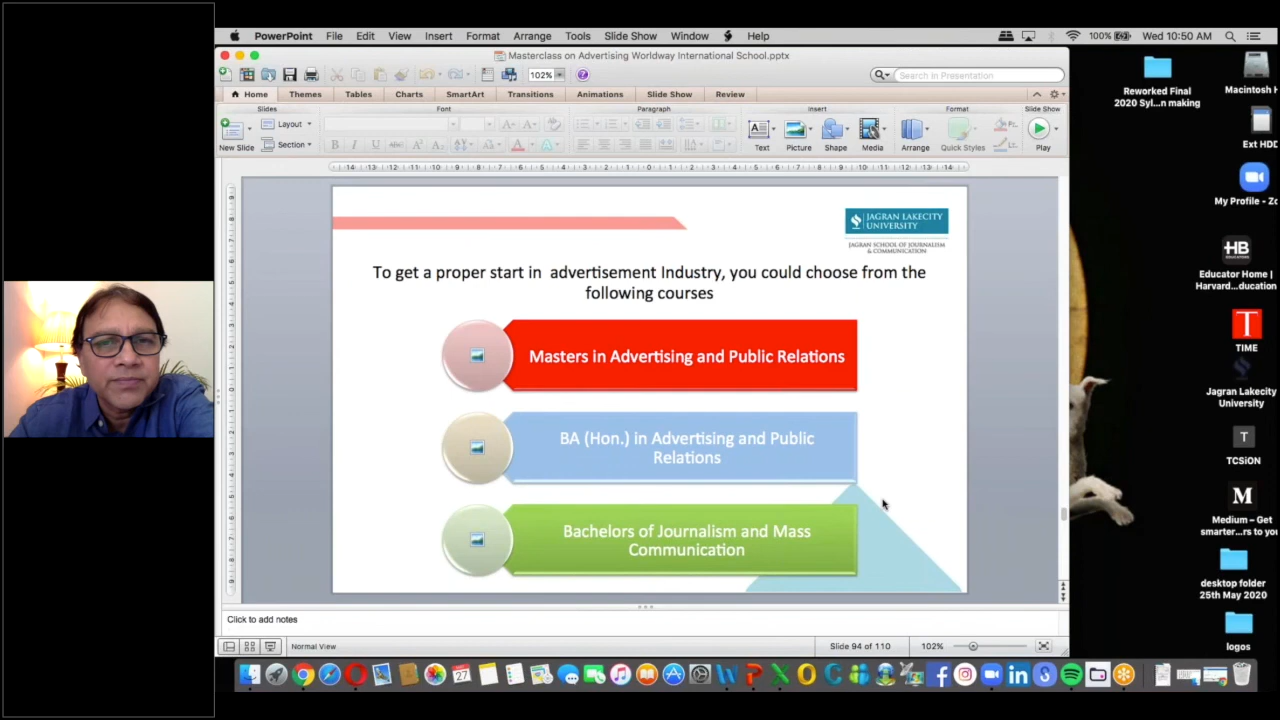 PowerPoint File Edit View Insert Format Arrange Tools Slide Show Window Help
100% Wed 10:50 AM
Masterclass on Advertising Worldway International School.pptx
102%
Search in Presentation
Home Themes Tables Charts SmartArt Transitions Animations Slide Show Review
Slides Font Paragraph Insert Format Slide Show
New Slide Layout Section
Text Picture Shape Media Arrange Quick Styles Play
JAGRAN LAKECITY
UNIVERSITY
JAGRAN SCHOOL OF JOURNALISM
& COMMUNICATION
To get a proper start in advertisement Industry, you could choose from the
following courses
Masters in Advertising and Public Relations
BA (Hon.) in Advertising and Public
Relations
Bachelors of Journalism and Mass
Communication
Click to add notes
Normal View Slide 94 of 110 102%
Reworked Final
2020 Syl...n making
Macintosh H
Ext HDD
My Profile - Zo
HB
Educator Home |
Harvard...ducation
T
TIME
Jagran Lakecity
University
T
TCSiON
M
Medium – Get
smarter...rs to you
desktop folder
25th May 2020
logos